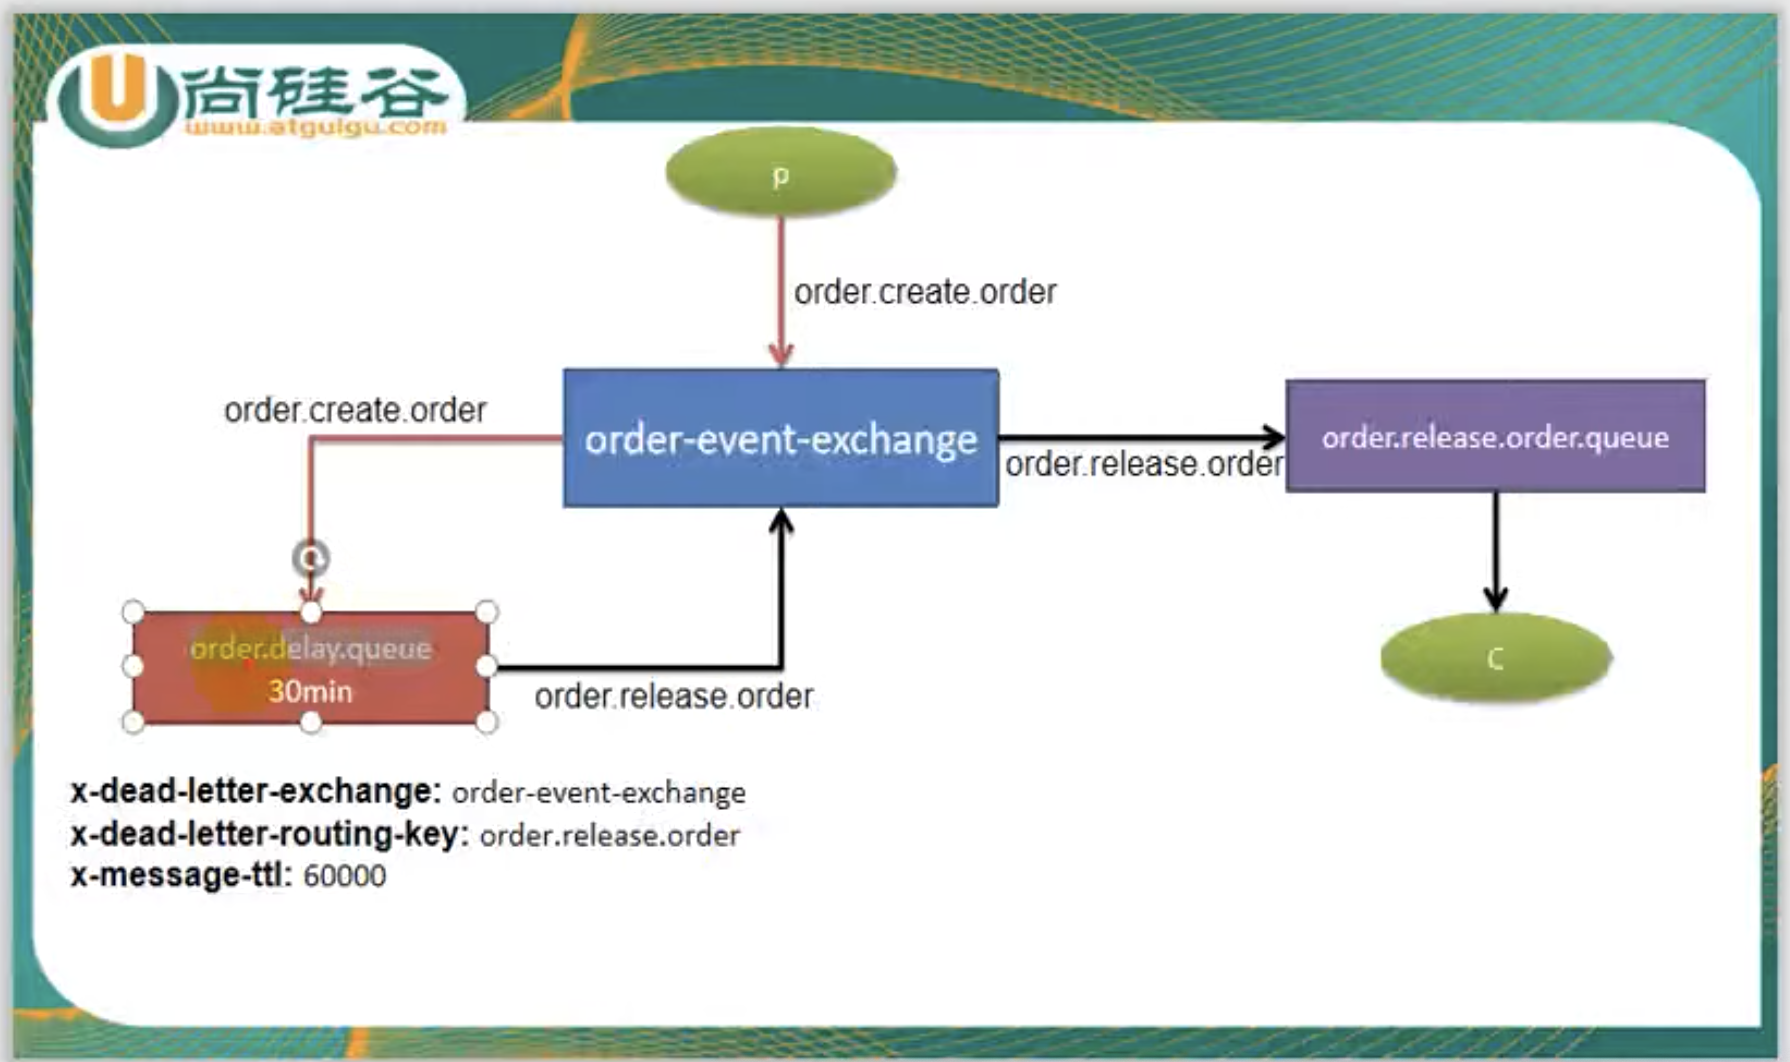 尚硅谷
www.atguigu.com
p
order.create.order
order.create.order
order-event-exchange
order.release.order
order.release.order.queue
order.delay.queue
30min
order.release.order
C
x-dead-letter-exchange: order-event-exchange
x-dead-letter-routing-key: order.release.order
x-message-ttl: 60000